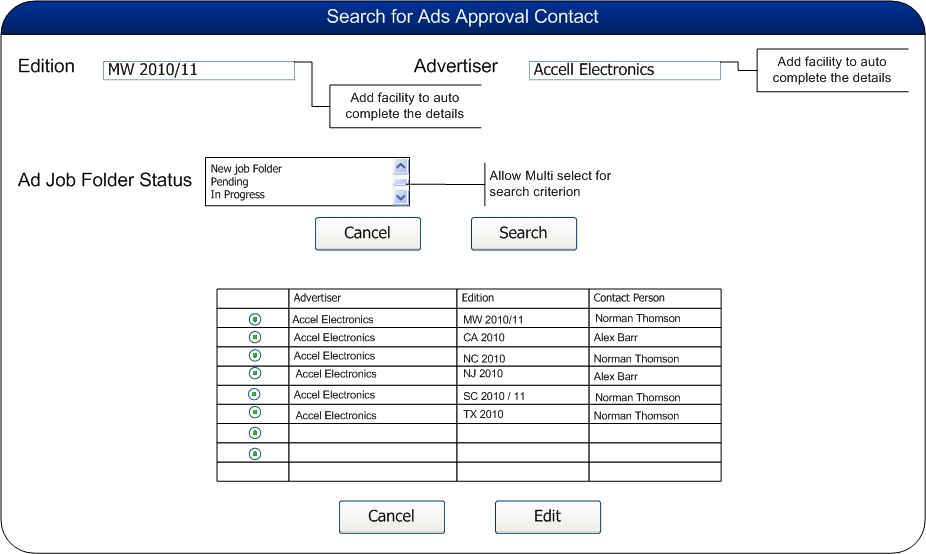 Search for Ads Approval Contact
Edition
MW 2010/11
Advertiser
Accell Electronics
Add facility to auto
complete the details
Add facility to auto
complete the details
Ad Job Folder Status
New job Folder
Pending
In Progress
Allow Multi select for
search criterion
Cancel
Search
Advertiser Edition Contact Person
Accel Electronics MW 2010/11 Norman Thomson
Accel Electronics CA 2010 Alex Barr
Accel Electronics NC 2010 Norman Thomson
Accel Electronics NJ 2010 Alex Barr
Accel Electronics SC 2010 / 11 Norman Thomson
Accel Electronics TX 2010 Norman Thomson
Cancel
Edit